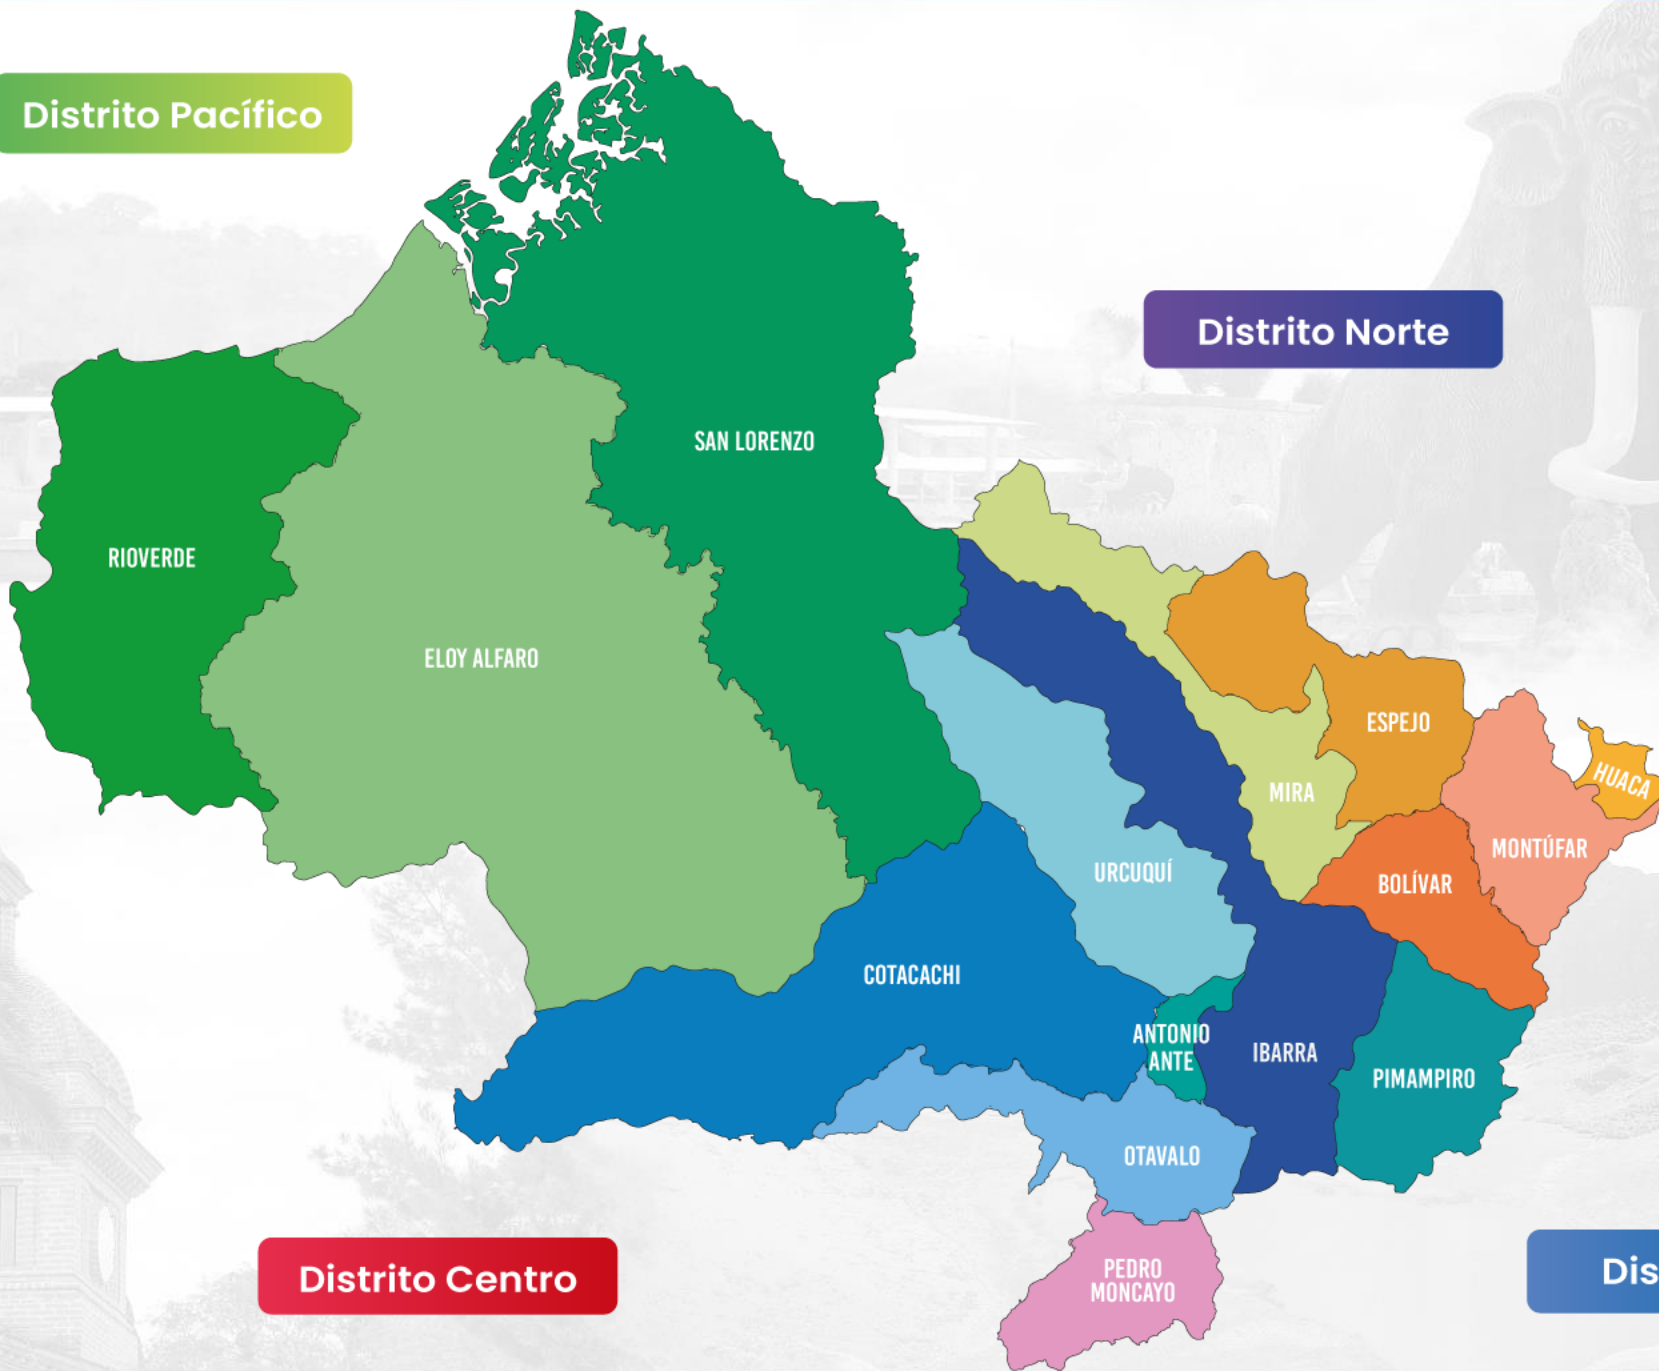 Distrito Pacífico
Distrito Norte
SAN LORENZO
RIOVERDE
ELOY ALFARO
ESPEJO
HUACA
MIRA
MONTÚFAR
URCUQUÍ
BOLÍVAR
COTACACHI
ANTONIO
ANTE
IBARRA
PIMAMPIRO
OTAVALO
PEDRO
MONCAYO
Distrito Centro
Dis